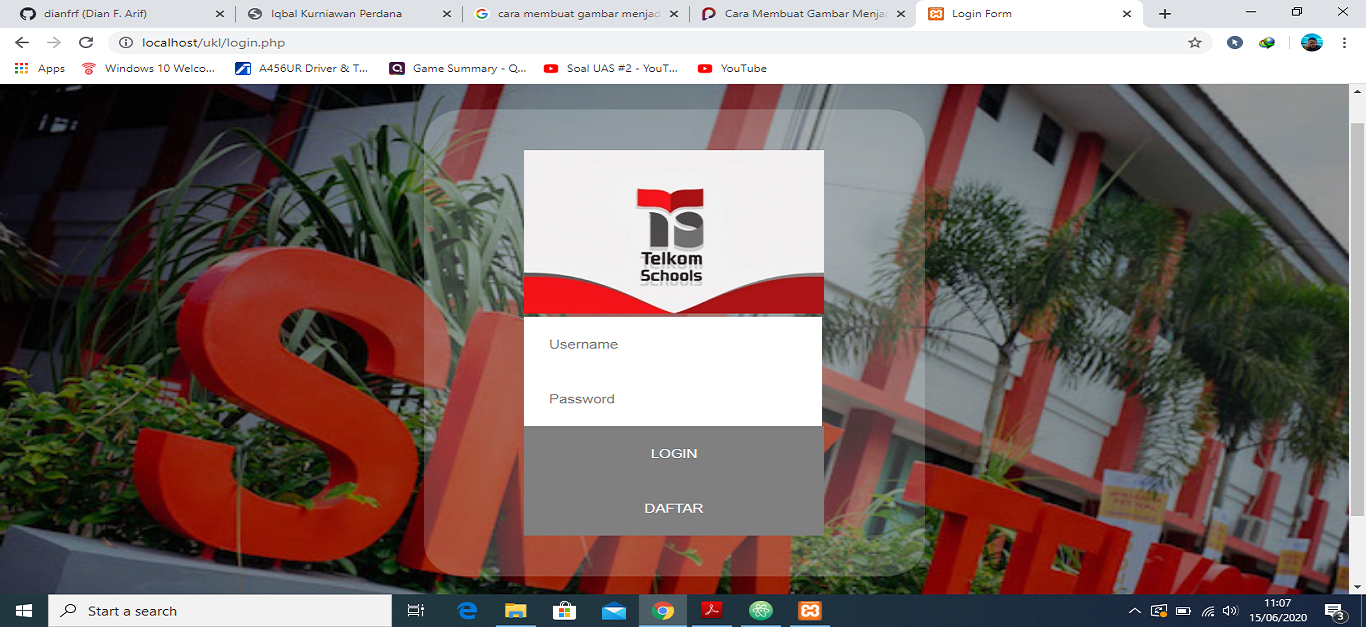 dianfrf (Dian F. Arif)
Iqbal Kurniawan Perdana
cara membuat gambar menjad
Cara Membuat Gambar Menjad
Login Form
localhost/ukl/login.php
Apps
Windows 10 Welco...
A456UR Driver & T...
Game Summary - Q...
Soal UAS #2 - YouT...
YouTube
Telkom
Schools
Username
Password
LOGIN
DAFTAR
SMK TELKO
Start a search
11:07
15/06/2020
3